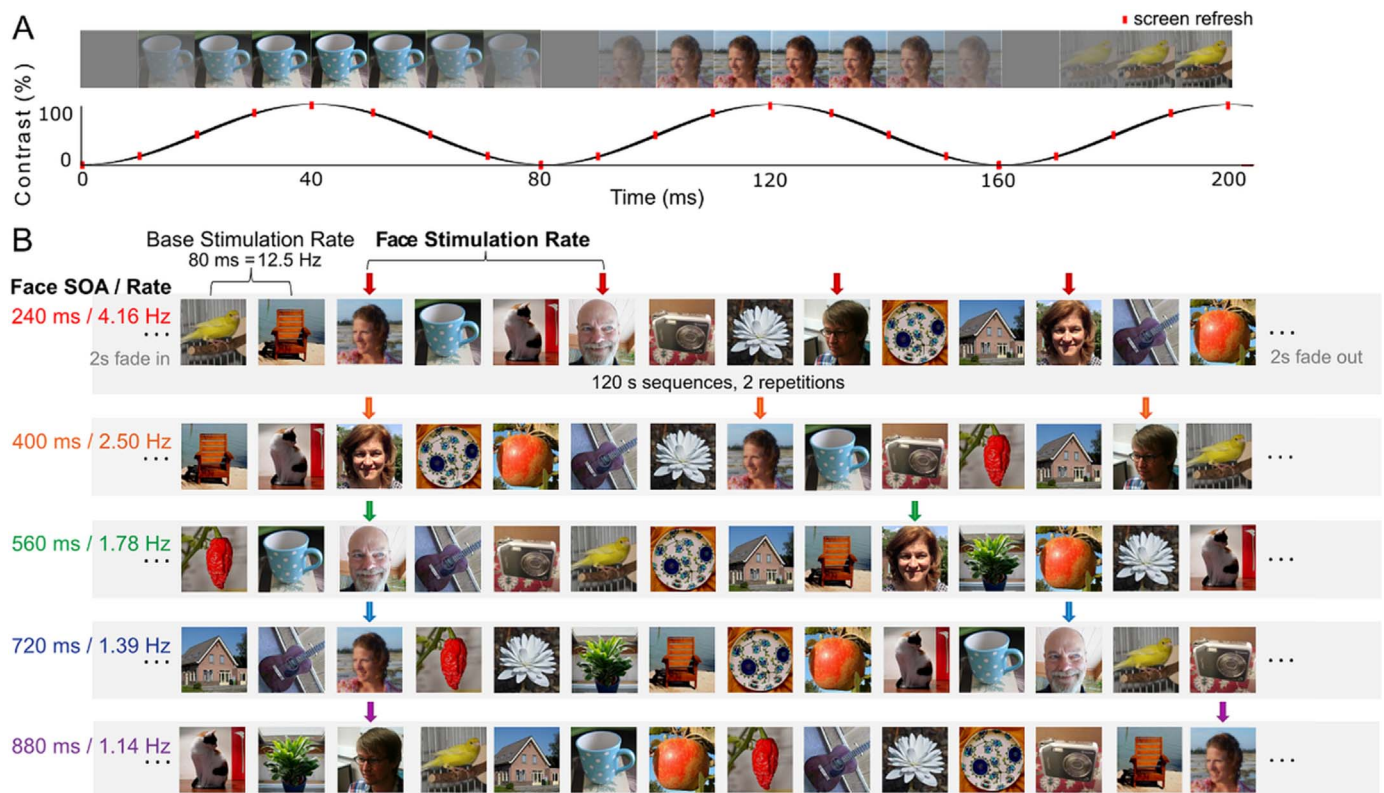 A
screen refresh
Contrast (%)
100
0
0 40 80 120 160 200
Time (ms)
B
Base Stimulation Rate
80 ms = 12.5 Hz
Face Stimulation Rate
Face SOA / Rate
240 ms / 4.16 Hz
...
2s fade in
...
2s fade out
120 s sequences, 2 repetitions
400 ms / 2.50 Hz
...
...
560 ms / 1.78 Hz
...
...
720 ms / 1.39 Hz
...
...
880 ms / 1.14 Hz
...
...